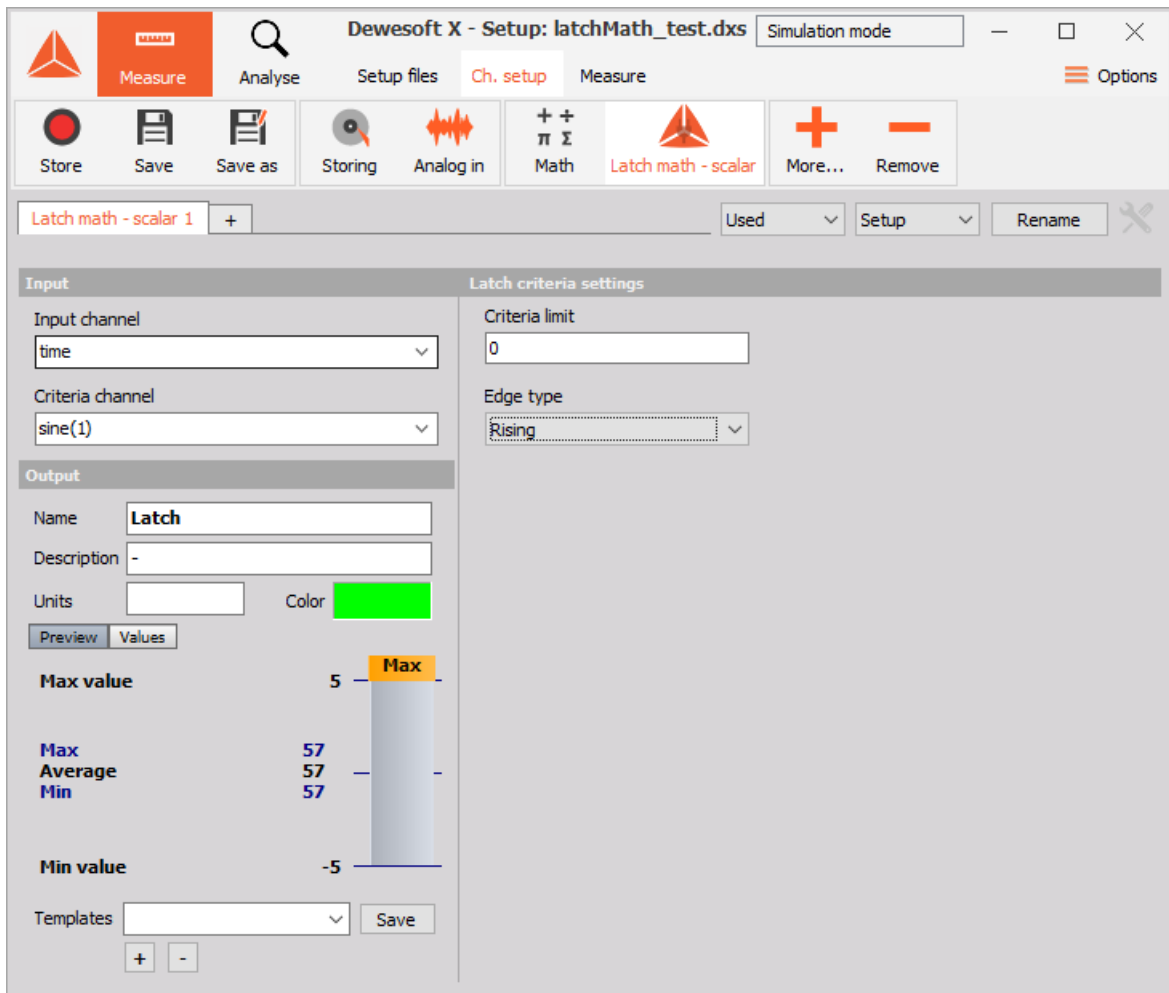 Dewesoft X - Setup: latchMath_test.dxs Simulation mode
Measure Analyse Setup files Ch. setup Measure Options
+ ÷
π Σ
Store Save Save as Storing Analog in Math Latch math - scalar More... Remove
Latch math - scalar 1 + Used Setup Rename
Input Latch criteria settings
Input channel Criteria limit
time 0
Criteria channel Edge type
sine(1) Rising
Output
Name Latch
Description -
Units Color
Preview Values
Max
Max value 5
Max 57
Average 57
Min 57
Min value -5
Templates Save
+ -